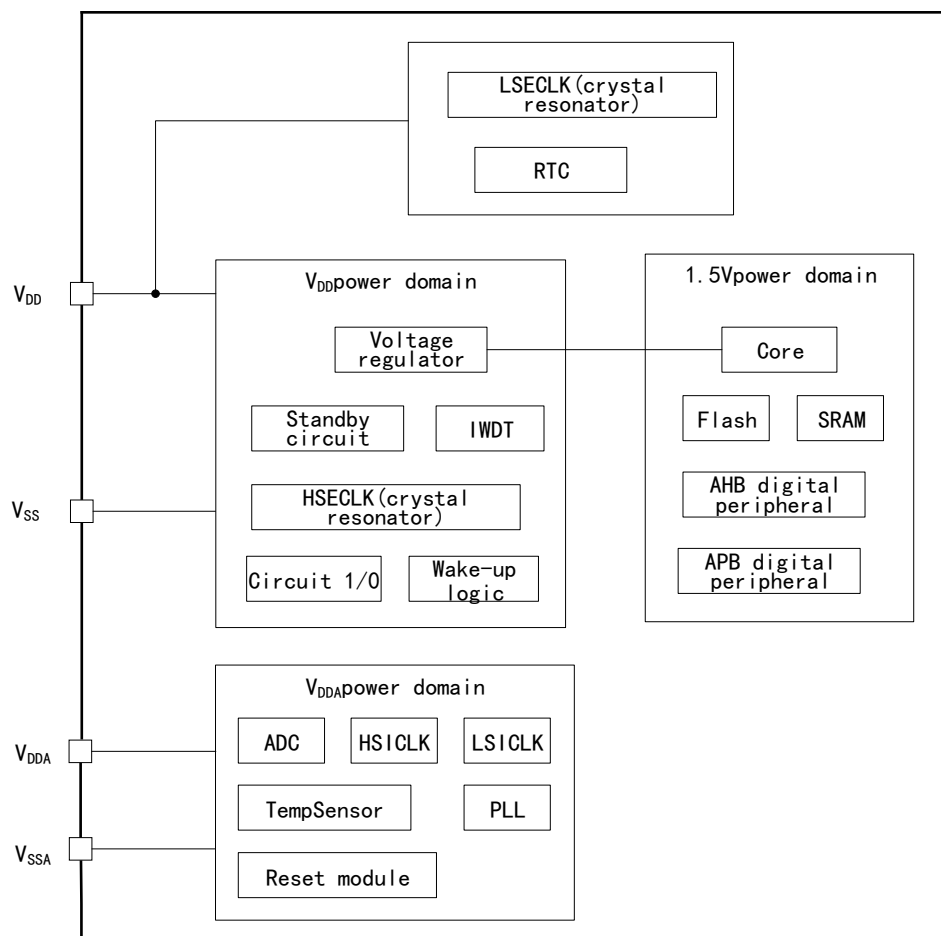 LSECLK(crystal
resonator)
RTC
VDD
VDDpower domain
Voltage
regulator
Standby
circuit
IWDT
HSECLK(crystal
resonator)
Circuit 1/O
Wake-up
logic
1.5Vpower domain
Core
Flash
SRAM
AHB digital
peripheral
APB digital
peripheral
VSS
VDDApower domain
ADC
HSICLK
LSICLK
TempSensor
PLL
Reset module
VDDA
VSSA